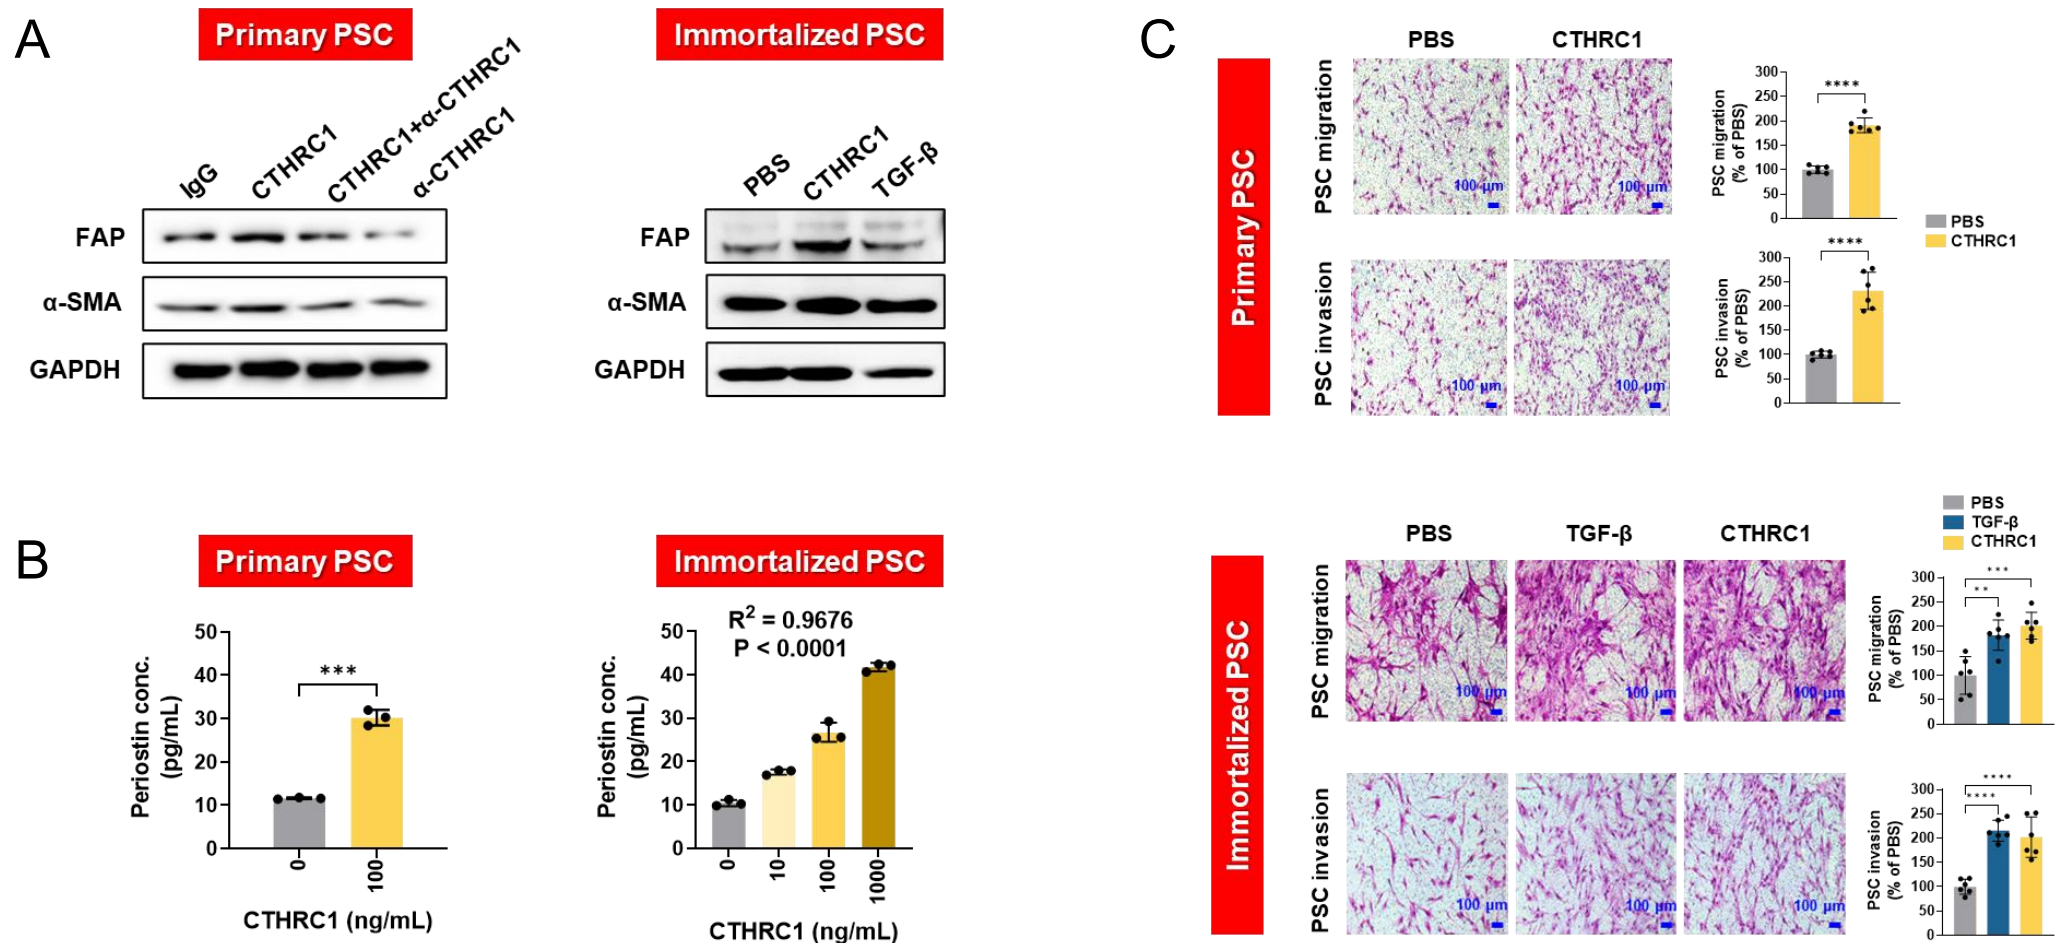 A
Primary PSC
IgG
CTHRC1
CTHRC1+α-CTHRC1
α-CTHRC1
FAP
α-SMA
GAPDH
Immortalized PSC
PBS
CTHRC1
TGF-β
FAP
α-SMA
GAPDH
B
Primary PSC
50
40
30
20
10
0
Periostin conc.
(pg/mL)
***
0
100
CTHRC1 (ng/mL)
Immortalized PSC
R² = 0.9676
P < 0.0001
50
40
30
20
10
0
Periostin conc.
(pg/mL)
0
10
100
1000
CTHRC1 (ng/mL)
C
Primary PSC
PBS
CTHRC1
PSC migration
100 µm
100 µm
PSC migration
(% of PBS)
300
250
200
150
100
50
0
****
PBS
CTHRC1
PSC invasion
100 µm
100 µm
PSC invasion
(% of PBS)
300
250
200
150
100
50
0
****
Immortalized PSC
PBS
TGF-β
CTHRC1
PBS
TGF-β
CTHRC1
PSC migration
100 µm
100 µm
100 µm
PSC migration
(% of PBS)
300
250
200
150
100
50
0
***
**
PSC invasion
100 µm
100 µm
100 µm
PSC invasion
(% of PBS)
300
250
200
150
100
50
0
****
****